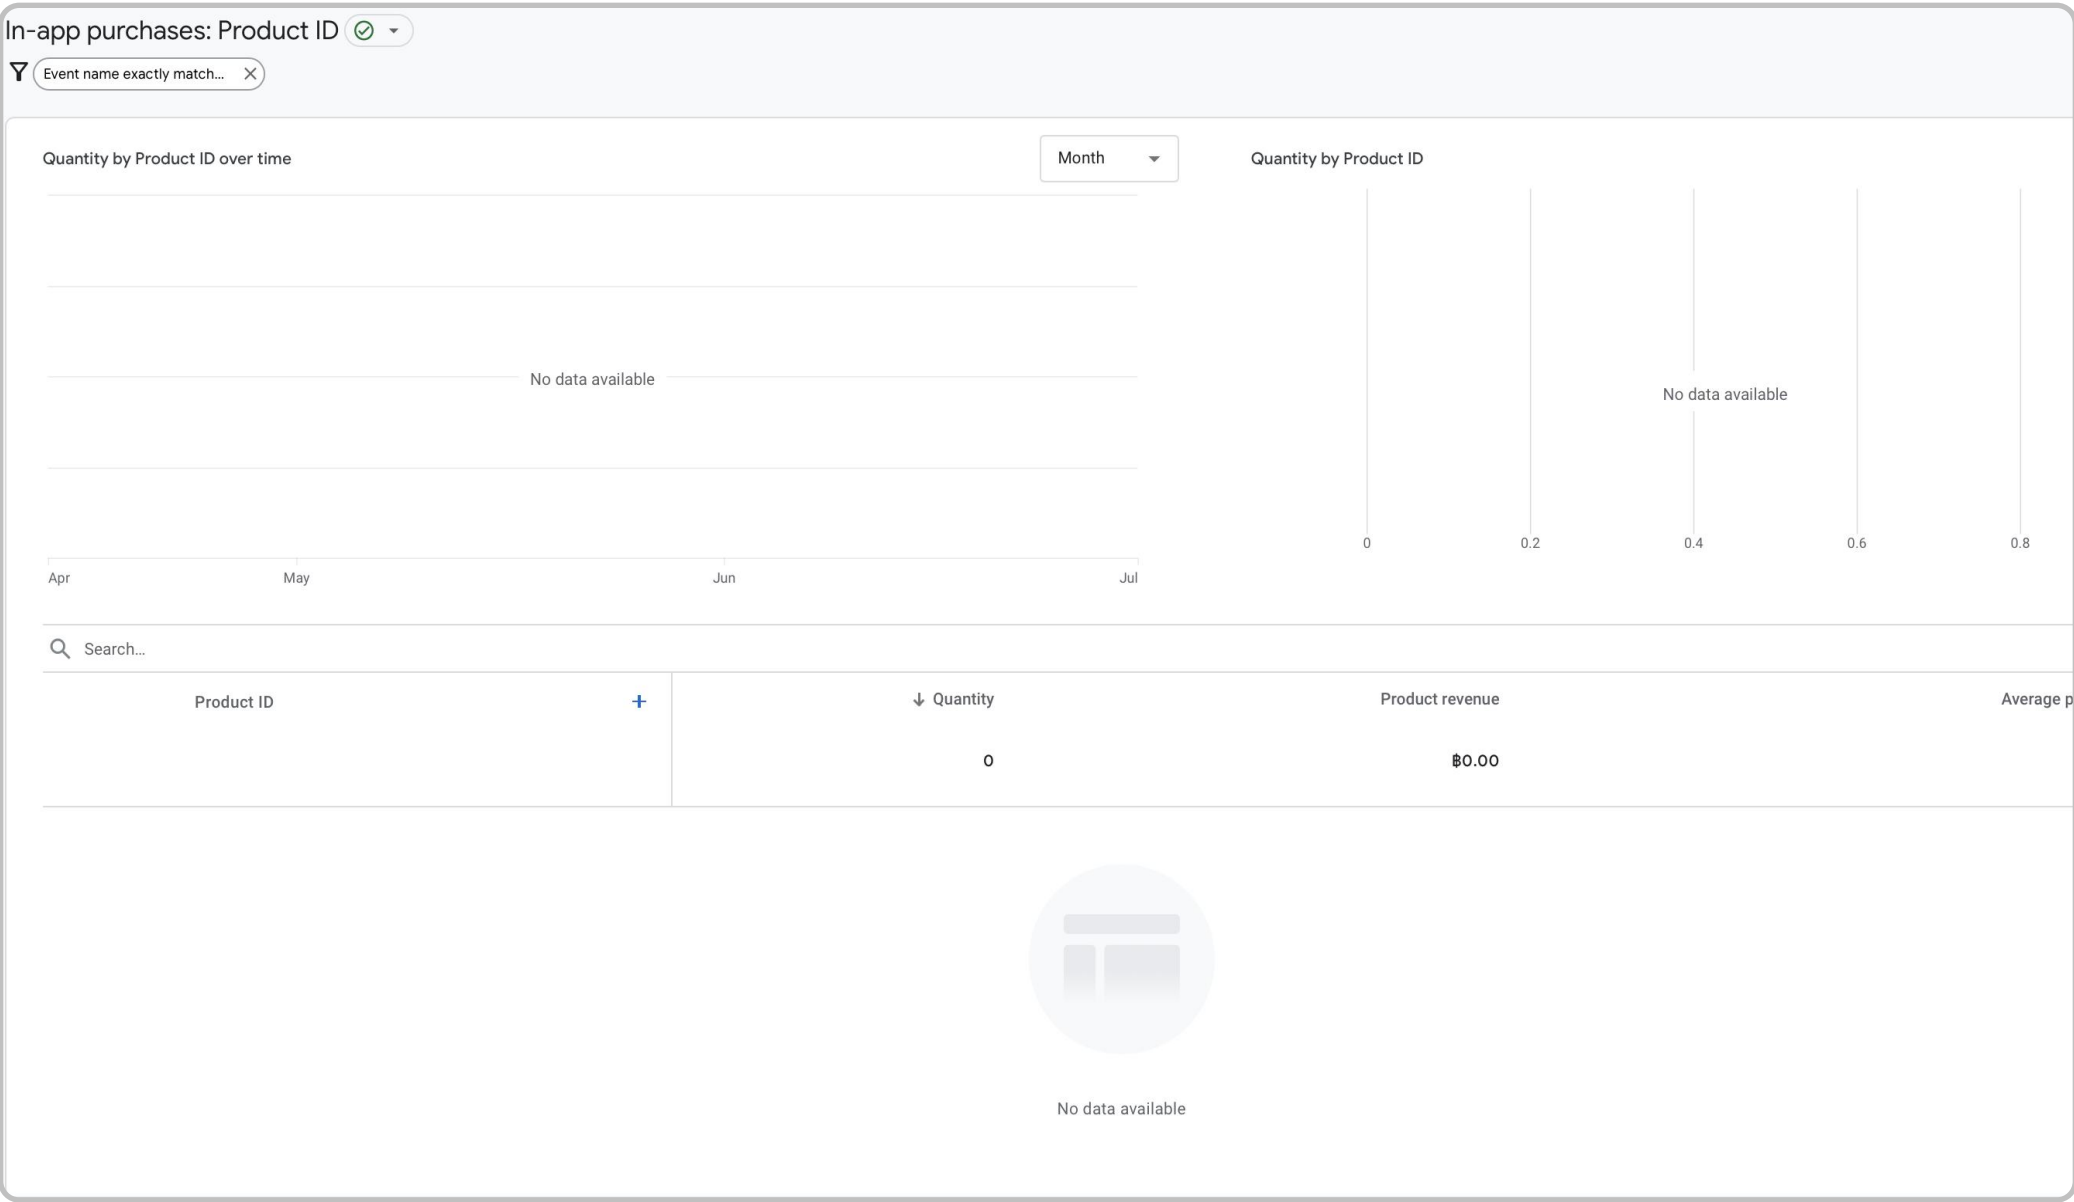 In-app purchases: Product ID
Event name exactly match...
Quantity by Product ID over time
Month
No data available
Apr May Jun Jul
Quantity by Product ID
No data available
0 0.2 0.4 0.6 0.8
Search...
Product ID + ↓ Quantity Product revenue Average p
0 ฿0.00
No data available